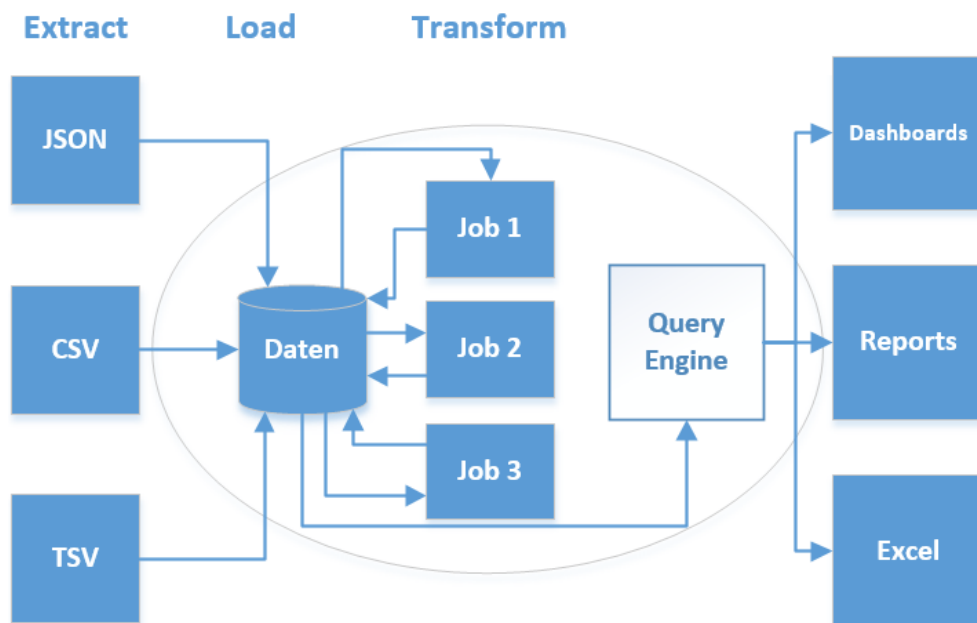 Extract
Load
Transform
JSON
CSV
TSV
Daten
Job 1
Job 2
Job 3
Query
Engine
Dashboards
Reports
Excel